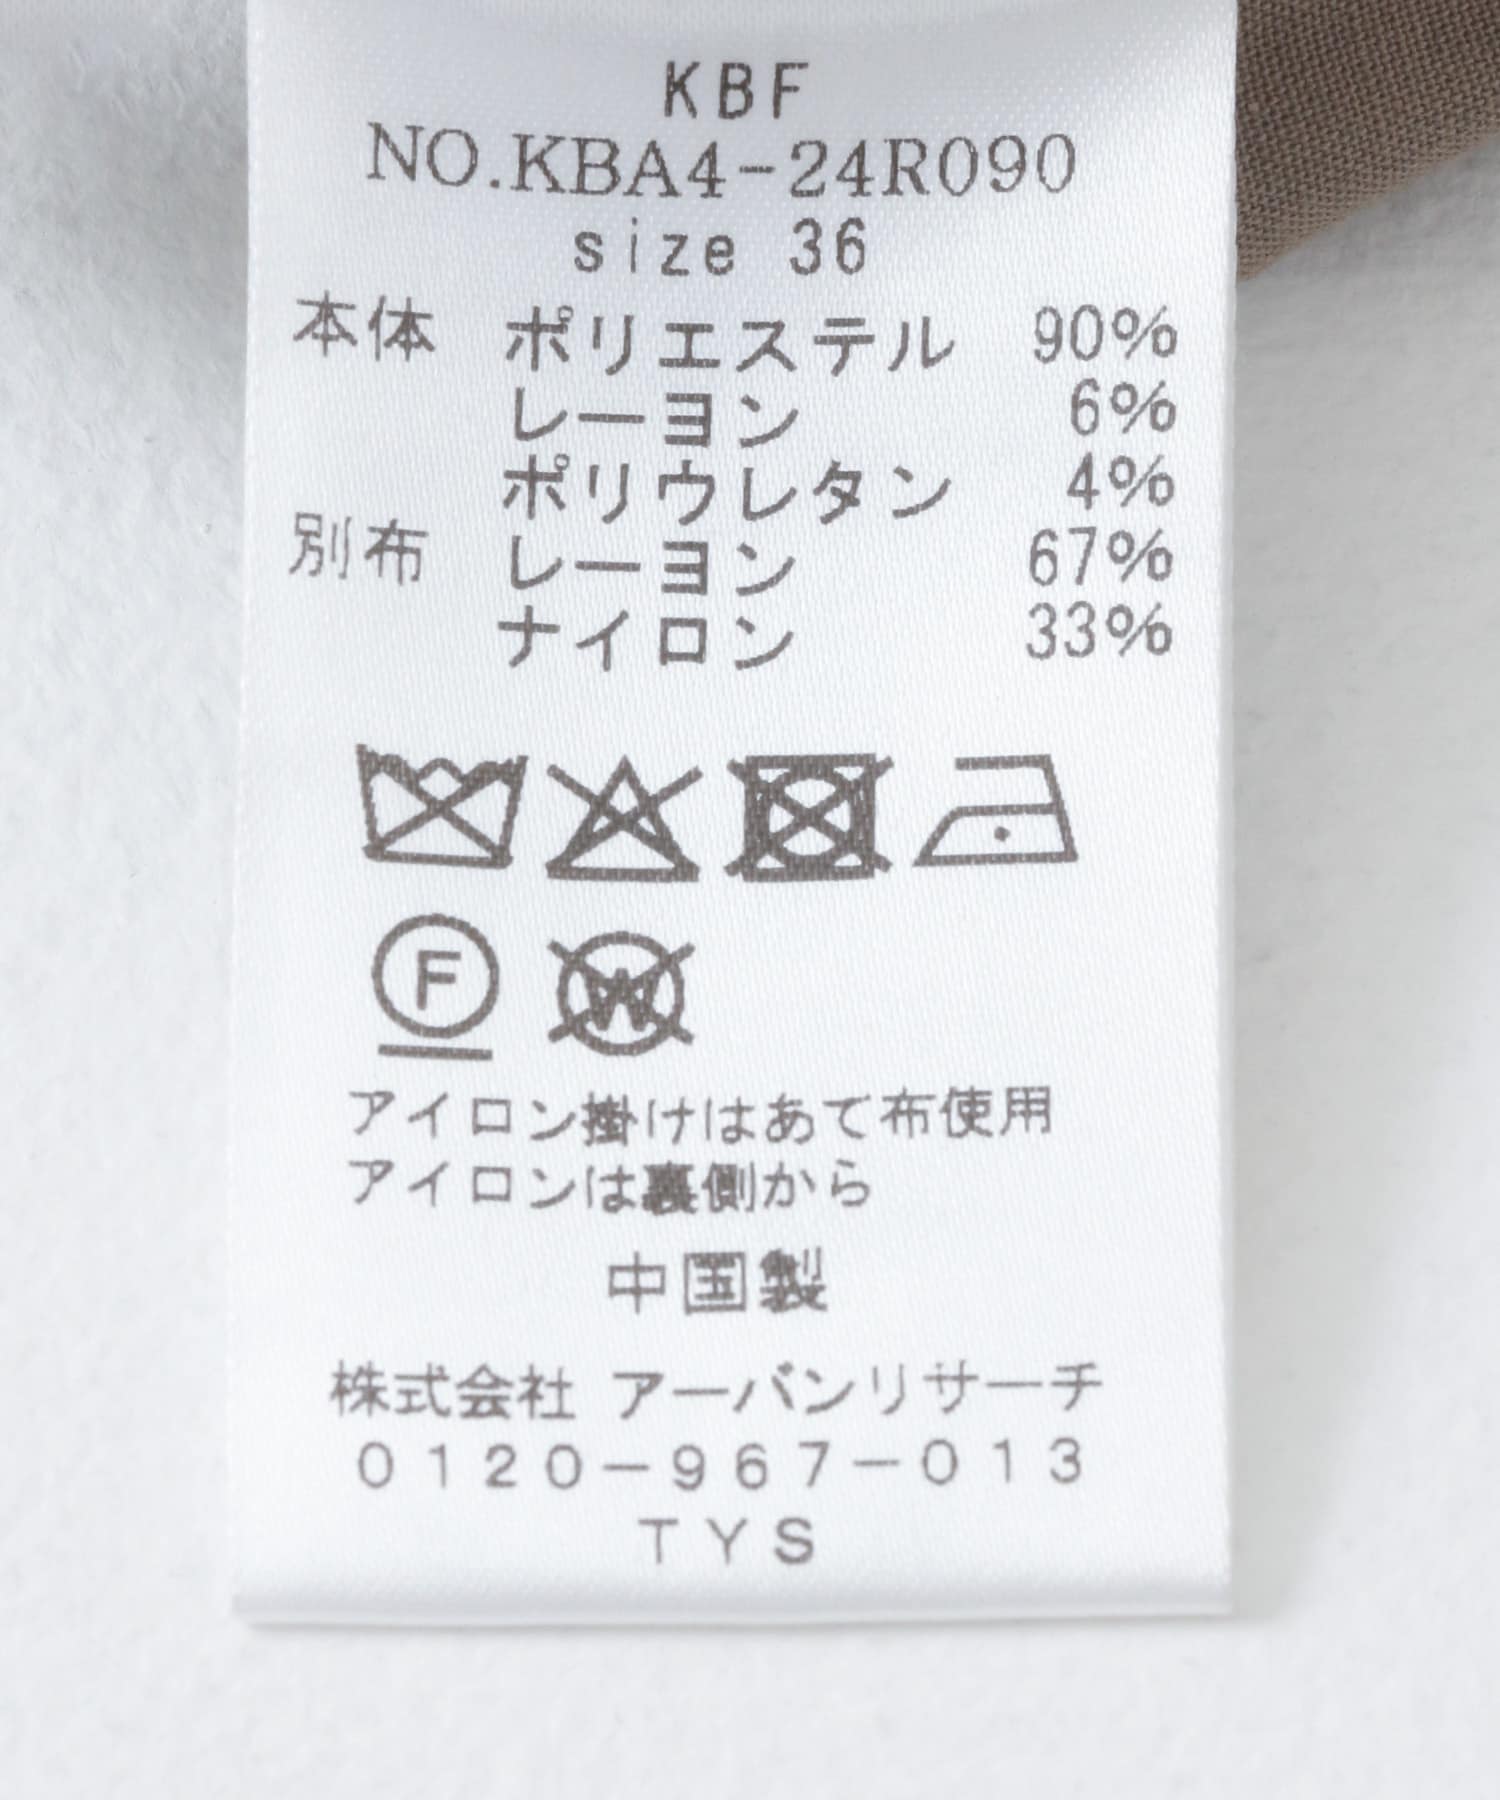 KBF
NO.KBA4-24R090
size 36
本体 ポリエステル 90%
レーヨン 6%
ポリウレタン 4%
別布 レーヨン 67%
ナイロン 33%
F W
アイロン掛けはあて布使用
アイロンは裏側から
中国製
株式会社 アーバンリサーチ
0120-967-013
TYS